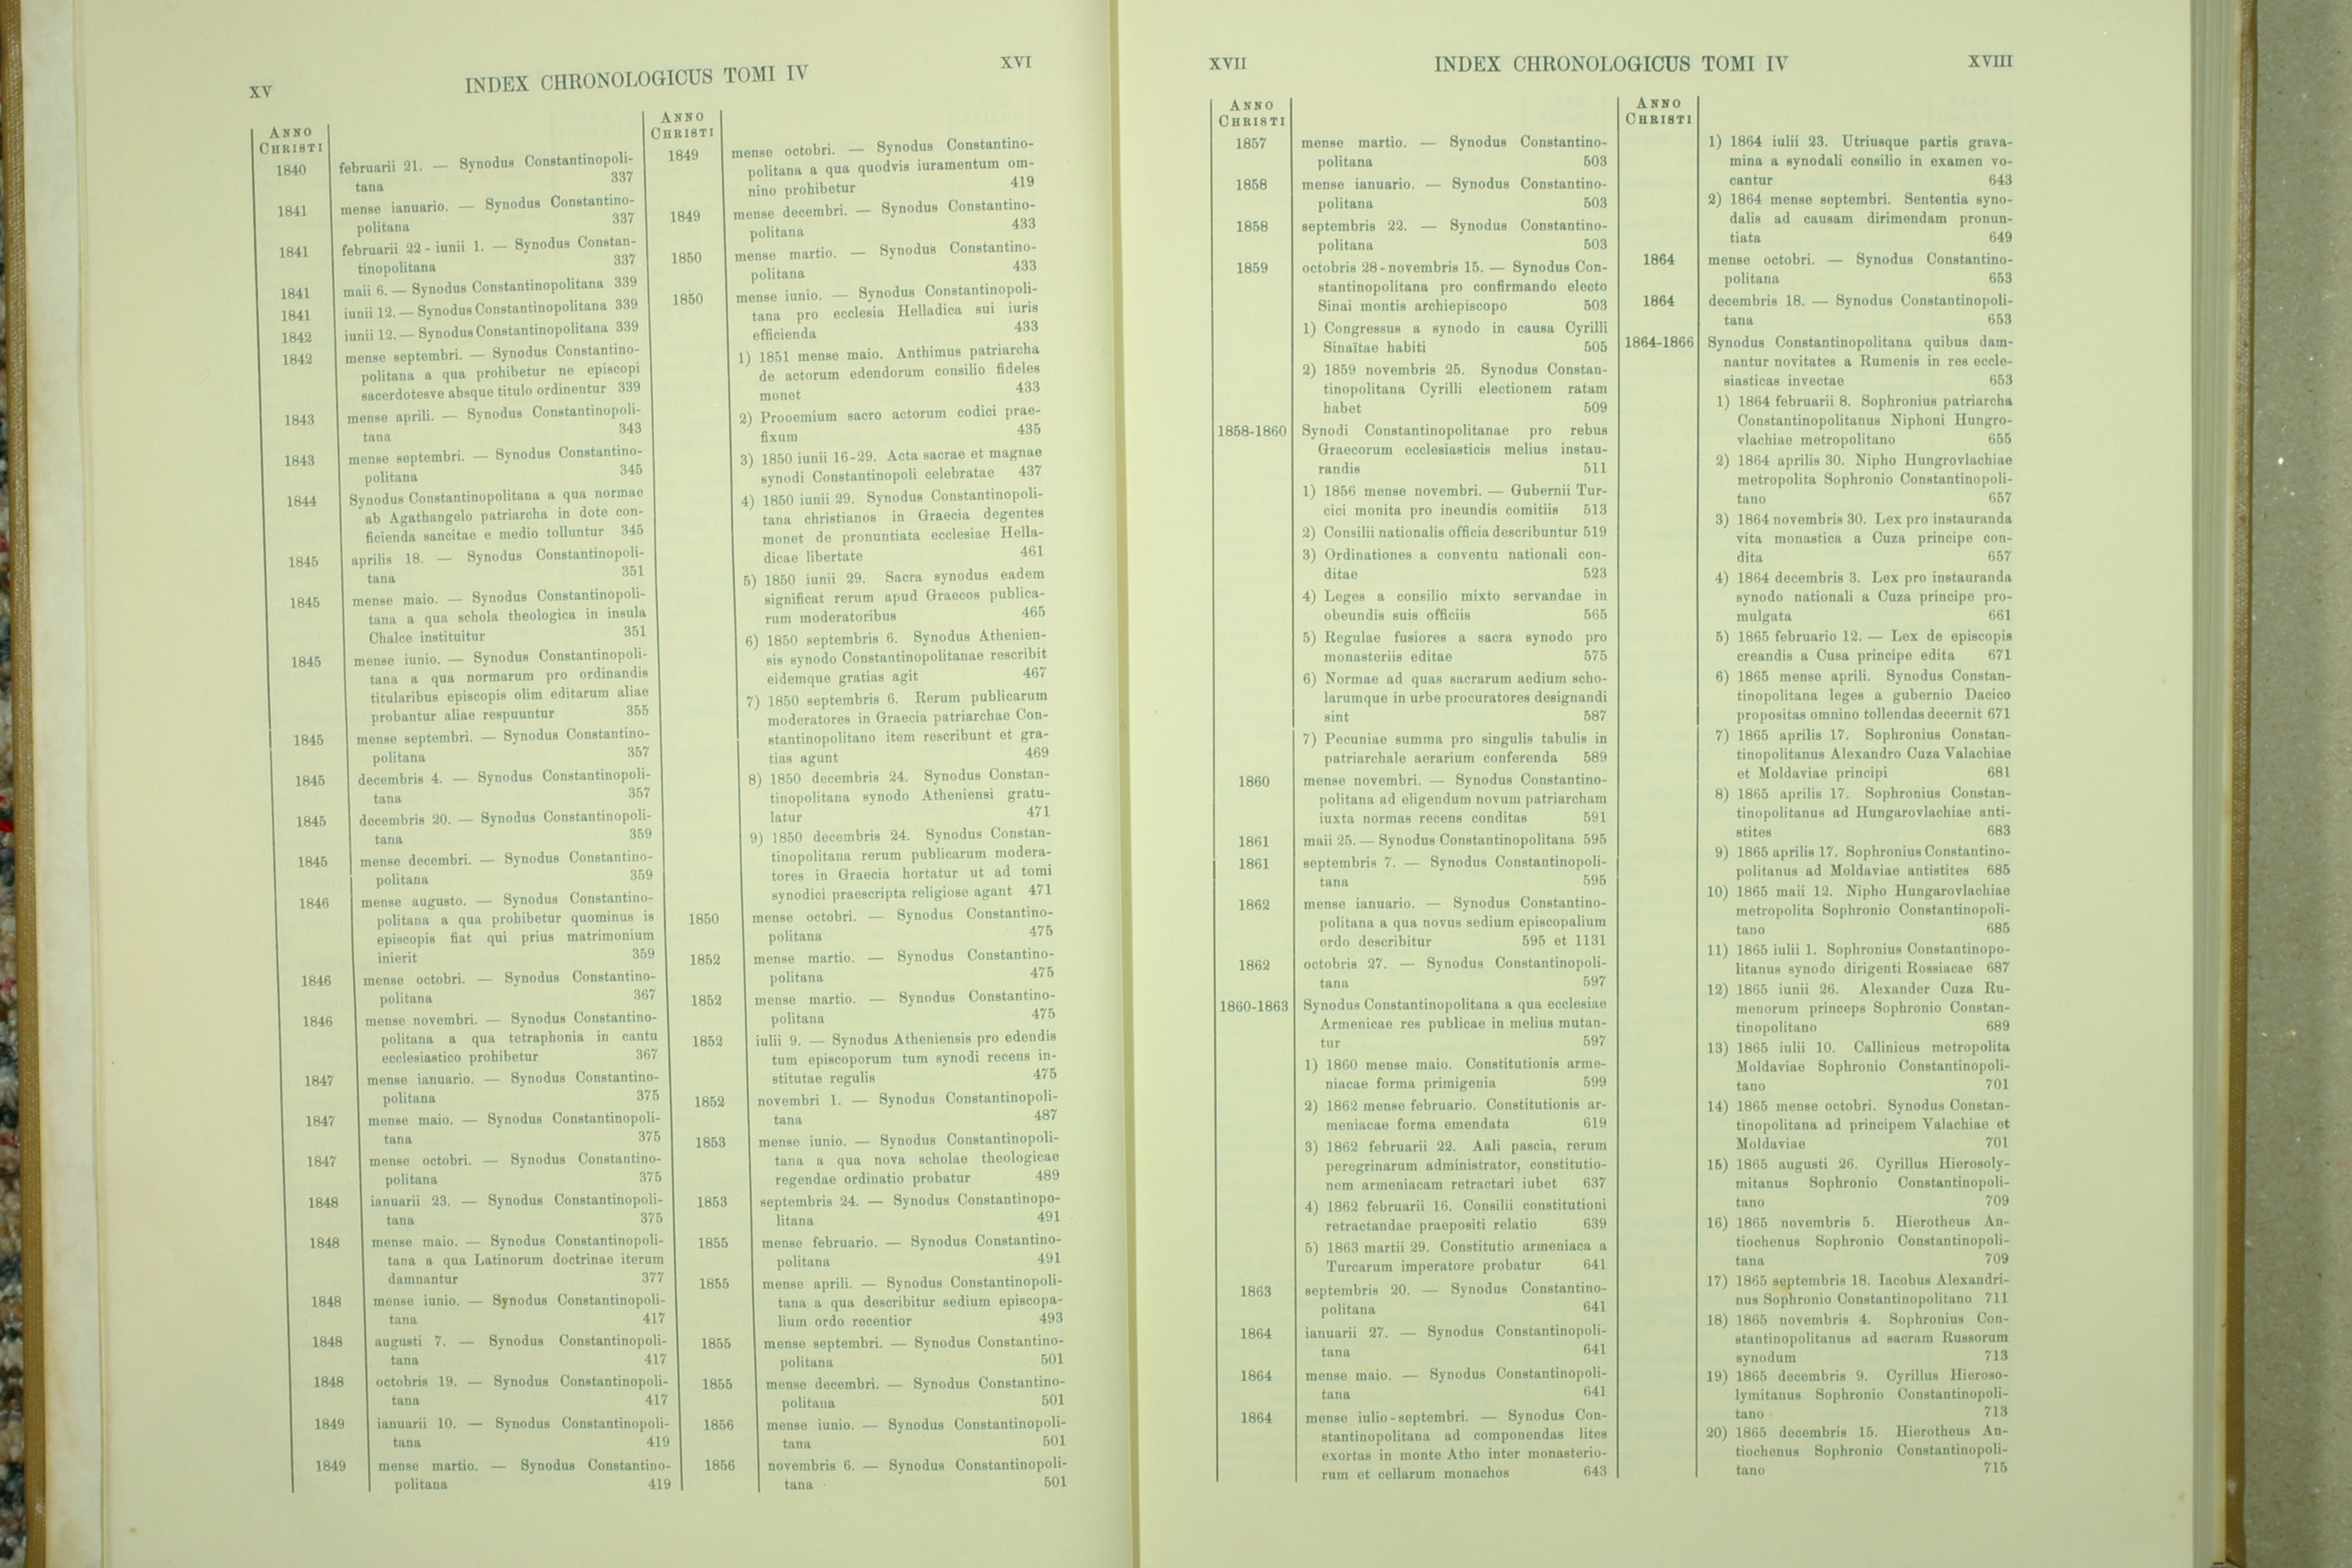 XV
INDEX CHRONOLOGICUS TOMI IV
XVI
ANNO
CHRISTI
1840 februarii 21. — Synodus Constantinopoli-
tana 337
1841 mense ianuario. — Synodus Constantino-
politana 337
1841 februarii 22 - iunii 1. — Synodus Constan-
tinopolitana 337
1841 maii 6. — Synodus Constantinopolitana 339
1841 iunii 12. — Synodus Constantinopolitana 339
1842 iunii 12. — Synodus Constantinopolitana 339
1842 mense septembri. — Synodus Constantino-
politana a qua prohibetur ne episcopi
sacerdotesve absque titulo ordinentur 339
1843 mense aprili. — Synodus Constantinopoli-
tana 343
1843 mense septembri. — Synodus Constantino-
politana 345
1844 Synodus Constantinopolitana a qua normae
ab Agathangelo patriarcha in dote con-
ficienda sancitae e medio tolluntur 345
1845 aprilis 18. — Synodus Constantinopoli-
tana 351
1845 mense maio. — Synodus Constantinopoli-
tana a qua schola theologica in insula
Chalce instituitur 351
1845 mense iunio. — Synodus Constantinopoli-
tana a qua normarum pro ordinandis
titularibus episcopis olim editarum aliae
probantur aliae respuuntur 355
1845 mense septembri. — Synodus Constantino-
politana 357
1845 decembris 4. — Synodus Constantinopoli-
tana 357
1845 decembris 20. — Synodus Constantinopoli-
tana 359
1845 mense decembri. — Synodus Constantino-
politana 359
1846 mense augusto. — Synodus Constantino-
politana a qua prohibetur quominus is
episcopis fiat qui prius matrimonium
inierit 359
1846 mense octobri. — Synodus Constantino-
politana 367
1846 mense novembri. — Synodus Constantino-
politana a qua tetraphonia in cantu
ecclesiastico prohibetur 367
1847 mense ianuario. — Synodus Constantino-
politana 375
1847 mense maio. — Synodus Constantinopoli-
tana 375
1847 mense octobri. — Synodus Constantino-
politana 375
1848 ianuarii 23. — Synodus Constantinopoli-
tana 375
1848 mense maio. — Synodus Constantinopoli-
tana a qua Latinorum doctrinae iterum
damnantur 377
1848 mense iunio. — Synodus Constantinopoli-
tana 417
1848 augusti 7. — Synodus Constantinopoli-
tana 417
1848 octobris 19. — Synodus Constantinopoli-
tana 417
1849 ianuarii 10. — Synodus Constantinopoli-
tana 419
1849 mense martio. — Synodus Constantino-
politana 419
ANNO
CHRISTI
1849 mense octobri. — Synodus Constantino-
politana a qua quodvis iuramentum om-
nino prohibetur 419
1849 mense decembri. — Synodus Constantino-
politana 433
1850 mense martio. — Synodus Constantino-
politana 433
1850 mense iunio. — Synodus Constantinopoli-
tana pro ecclesia Helladica sui iuris
efficienda 433
1) 1851 mense maio. Anthimus patriarcha
de actorum edendorum consilio fideles
monet 433
2) Prooemium sacro actorum codici prae-
fixum 435
3) 1850 iunii 16-29. Acta sacrae et magnae
synodi Constantinopoli celebratae 437
4) 1850 iunii 29. Synodus Constantinopoli-
tana christianos in Graecia degentes
monet de pronuntiata ecclesiae Hella-
dicae libertate 461
5) 1850 iunii 29. Sacra synodus eadem
significat rerum apud Graecos publica-
rum moderatoribus 465
6) 1850 septembris 6. Synodus Athenien-
sis synodo Constantinopolitanae rescribit
eidemque gratias agit 467
7) 1850 septembris 6. Rerum publicarum
moderatores in Graecia patriarchae Con-
stantinopolitano item rescribunt et gra-
tias agunt 469
8) 1850 decembris 24. Synodus Constan-
tinopolitana synodo Atheniensi gratu-
latur 471
9) 1850 decembris 24. Synodus Constan-
tinopolitana rerum publicarum modera-
tores in Graecia hortatur ut ad tomi
synodici praescripta religiose agant 471
1850 mense octobri. — Synodus Constantino-
politana 475
1852 mense martio. — Synodus Constantino-
politana 475
1852 mense martio. — Synodus Constantino-
politana 475
1852 iulii 9. — Synodus Atheniensis pro edendis
tum episcoporum tum synodi recens in-
stitutae regulis 475
1852 novembri 1. — Synodus Constantinopoli-
tana 487
1853 mense iunio. — Synodus Constantinopoli-
tana a qua nova scholae theologicae
regendae ordinatio probatur 489
1853 septembris 24. — Synodus Constantinopo-
litana 491
1855 mense februario. — Synodus Constantino-
politana 491
1855 mense aprili. — Synodus Constantinopoli-
tana a qua describitur sedium episcopa-
lium ordo recentior 493
1855 mense septembri. — Synodus Constantino-
politana 501
1855 mense decembri. — Synodus Constantino-
politana 501
1856 mense iunio. — Synodus Constantinopoli-
tana 501
1856 novembris 6. — Synodus Constantinopoli-
tana 501
XVII
INDEX CHRONOLOGICUS TOMI IV
XVIII
ANNO
CHRISTI
1857 mense martio. — Synodus Constantino-
politana 503
1858 mense ianuario. — Synodus Constantino-
politana 503
1858 septembris 22. — Synodus Constantino-
politana 503
1859 octobris 28 - novembris 15. — Synodus Con-
stantinopolitana pro confirmando electo
Sinai montis archiepiscopo 503
1) Congressus a synodo in causa Cyrilli
Sinaïtae habiti 505
2) 1859 novembris 25. Synodus Constan-
tinopolitana Cyrilli electionem ratam
habet 509
1858-1860 Synodi Constantinopolitanae pro rebus
Graecorum ecclesiasticis melius instau-
randis 511
1) 1856 mense novembri. — Gubernii Tur-
cici monita pro ineundis comitiis 513
2) Consilii nationalis officia describuntur 519
3) Ordinationes a conventu nationali con-
ditae 523
4) Leges a consilio mixto servandae in
obeundis suis officiis 565
5) Regulae fusiores a sacra synodo pro
monasteriis editae 575
6) Normae ad quas sacrarum aedium scho-
larumque in urbe procuratores designandi
sint 587
7) Pecuniae summa pro singulis tabulis in
patriarchale aerarium conferenda 589
1860 mense novembri. — Synodus Constantino-
politana ad eligendum novum patriarcham
iuxta normas recens conditas 591
1861 maii 25. — Synodus Constantinopolitana 595
1861 septembris 7. — Synodus Constantinopoli-
tana 595
1862 mense ianuario. — Synodus Constantino-
politana a qua novus sedium episcopalium
ordo describitur 595 et 1131
1862 octobris 27. — Synodus Constantinopoli-
tana 597
1860-1863 Synodus Constantinopolitana a qua ecclesiae
Armenicae res publicae in melius mutan-
tur 597
1) 1860 mense maio. Constitutionis arme-
niacae forma primigenia 599
2) 1862 mense februario. Constitutionis ar-
meniacae forma emendata 619
3) 1862 februarii 22. Aali pascia, rerum
peregrinarum administrator, constitutio-
nem armeniacam retractari iubet 637
4) 1862 februarii 16. Consilii constitutioni
retractandae praepositi relatio 639
5) 1863 martii 29. Constitutio armeniaca a
Turcarum imperatore probatur 641
1863 septembris 20. — Synodus Constantino-
politana 641
1864 ianuarii 27. — Synodus Constantinopoli-
tana 641
1864 mense maio. — Synodus Constantinopoli-
tana 641
1864 mense iulio - septembri. — Synodus Con-
stantinopolitana ad componendas lites
exortas in monte Atho inter monasterio-
rum et cellarum monachos 643
ANNO
CHRISTI
1) 1864 iulii 23. Utriusque partis grava-
mina a synodali consilio in examen vo-
cantur 643
2) 1864 mense septembri. Sententia syno-
dalis ad causam dirimendam pronun-
tiata 649
1864 mense octobri. — Synodus Constantino-
politana 653
1864 decembris 18. — Synodus Constantinopoli-
tana 653
1864-1866 Synodus Constantinopolitana quibus dam-
nantur novitates a Rumenis in res eccle-
siasticas invectae 653
1) 1864 februarii 8. Sophronius patriarcha
Constantinopolitanus Niphoni Hungro-
vlachiae metropolitano 655
2) 1864 aprilis 30. Nipho Hungrovlachiae
metropolita Sophronio Constantinopoli-
tano 657
3) 1864 novembris 30. Lex pro instauranda
vita monastica a Cuza principe con-
dita 657
4) 1864 decembris 3. Lex pro instauranda
synodo nationali a Cuza principe pro-
mulgata 661
5) 1865 februario 12. — Lex de episcopis
creandis a Cusa principe edita 671
6) 1865 mense aprili. Synodus Constan-
tinopolitana leges a gubernio Dacico
propositas omnino tollendas decernit 671
7) 1865 aprilis 17. Sophronius Constan-
tinopolitanus Alexandro Cuza Valachiae
et Moldaviae principi 681
8) 1865 aprilis 17. Sophronius Constan-
tinopolitanus ad Hungarovlachiae anti-
stites 683
9) 1865 aprilis 17. Sophronius Constantino-
politanus ad Moldaviae antistites 685
10) 1865 maii 12. Nipho Hungarovlachiae
metropolita Sophronio Constantinopoli-
tano 685
11) 1865 iulii 1. Sophronius Constantinopo-
litanus synodo dirigenti Rossiacae 687
12) 1865 iunii 26. Alexander Cuza Ru-
menorum princeps Sophronio Constan-
tinopolitano 689
13) 1865 iulii 10. Callinicus metropolita
Moldaviae Sophronio Constantinopoli-
tano 701
14) 1865 mense octobri. Synodus Constan-
tinopolitana ad principem Valachiae et
Moldaviae 701
15) 1865 augusti 26. Cyrillus Hierosoly-
mitanus Sophronio Constantinopoli-
tano 709
16) 1865 novembris 5. Hierotheus An-
tiochenus Sophronio Constantinopoli-
tana 709
17) 1865 septembris 18. Iacobus Alexandri-
nus Sophronio Constantinopolitano 711
18) 1865 novembris 4. Sophronius Con-
stantinopolitanus ad sacram Russorum
synodum 713
19) 1865 decembris 9. Cyrillus Hieroso-
lymitanus Sophronio Constantinopoli-
tano 713
20) 1865 decembris 15. Hierotheus An-
tiochenus Sophronio Constantinopoli-
tano 715